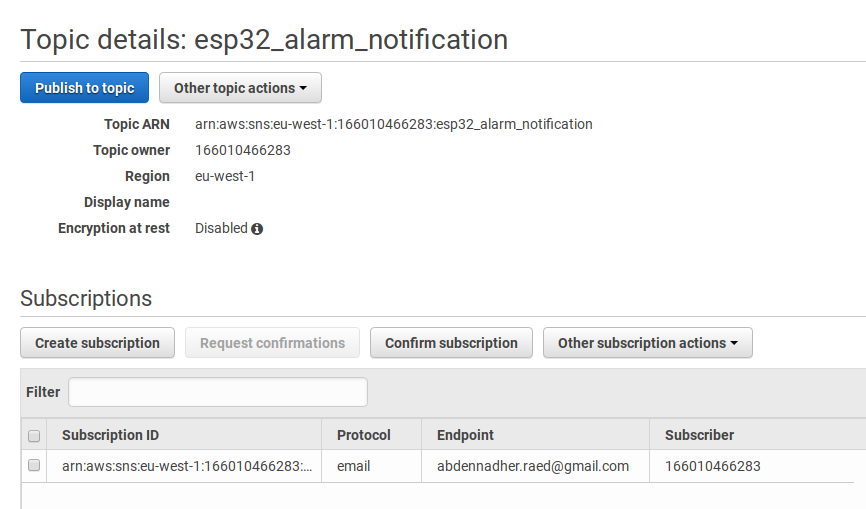 Topic details: esp32_alarm_notification
Publish to topic Other topic actions
Topic ARN arn:aws:sns:eu-west-1:166010466283:esp32_alarm_notification
Topic owner 166010466283
Region eu-west-1
Display name
Encryption at rest Disabled
Subscriptions
Create subscription Request confirmations Confirm subscription Other subscription actions
Filter
Subscription ID Protocol Endpoint Subscriber
arn:aws:sns:eu-west-1:166010466283:... email abdennadher.raed@gmail.com 166010466283